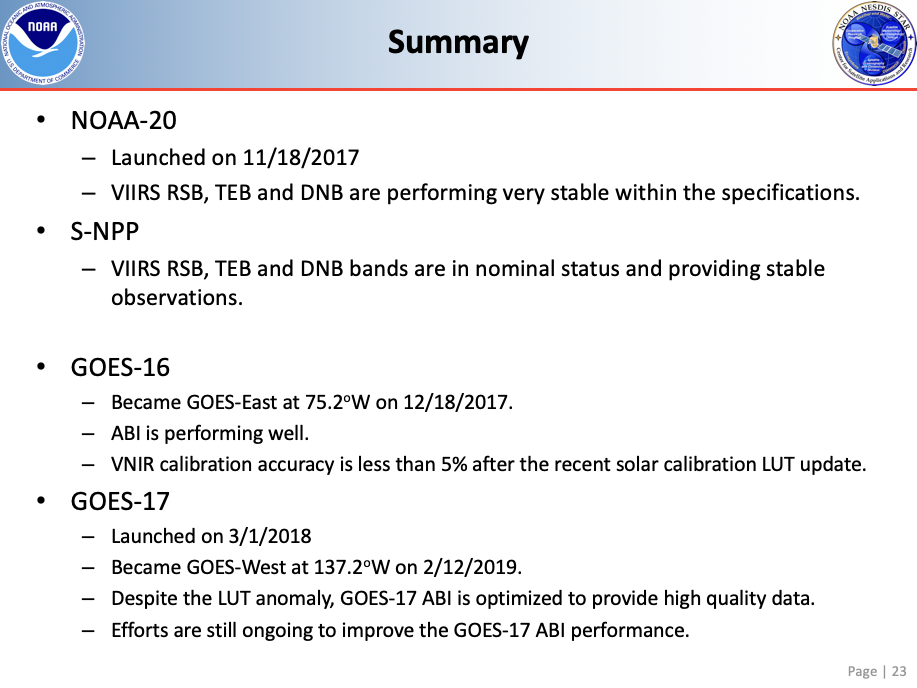 NATIONAL OCEANIC AND ATMOSPHERIC ADMINISTRATION
NOAA
U.S. DEPARTMENT OF COMMERCE
Summary
NOAA NESDIS STAR
Center for Satellite Applications and Research
• NOAA-20
– Launched on 11/18/2017
– VIIRS RSB, TEB and DNB are performing very stable within the specifications.
• S-NPP
– VIIRS RSB, TEB and DNB bands are in nominal status and providing stable
observations.
• GOES-16
– Became GOES-East at 75.2ºW on 12/18/2017.
– ABI is performing well.
– VNIR calibration accuracy is less than 5% after the recent solar calibration LUT update.
• GOES-17
– Launched on 3/1/2018
– Became GOES-West at 137.2ºW on 2/12/2019.
– Despite the LUT anomaly, GOES-17 ABI is optimized to provide high quality data.
– Efforts are still ongoing to improve the GOES-17 ABI performance.
Page | 23